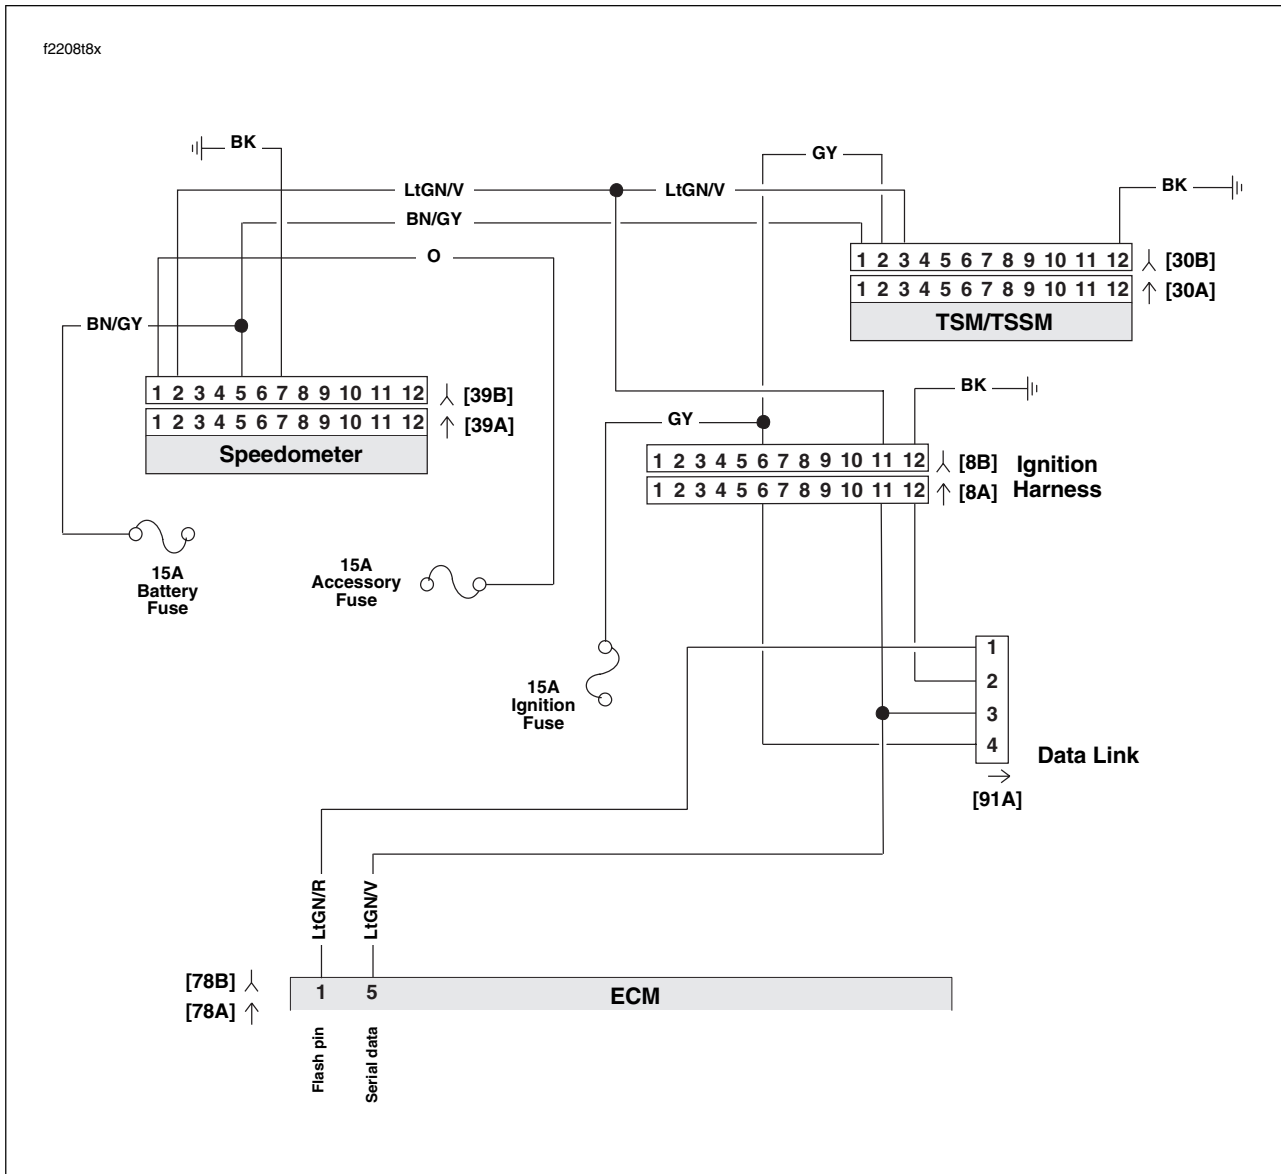 f2208t8x
BK
GY
LtGN/V
LtGN/V
BK
BN/GY
O
1 2 3 4 5 6 7 8 9 10 11 12 [30B]
1 2 3 4 5 6 7 8 9 10 11 12 [30A]
TSM/TSSM
BN/GY
1 2 3 4 5 6 7 8 9 10 11 12 [39B]
1 2 3 4 5 6 7 8 9 10 11 12 [39A]
Speedometer
BK
GY
1 2 3 4 5 6 7 8 9 10 11 12 [8B]
1 2 3 4 5 6 7 8 9 10 11 12 [8A]
Ignition
Harness
15A
Battery
Fuse
15A
Accessory
Fuse
15A
Ignition
Fuse
1
2
3
4
Data Link
[91A]
LtGN/R
LtGN/V
[78B]
[78A]
1 5 ECM
Flash pin
Serial data